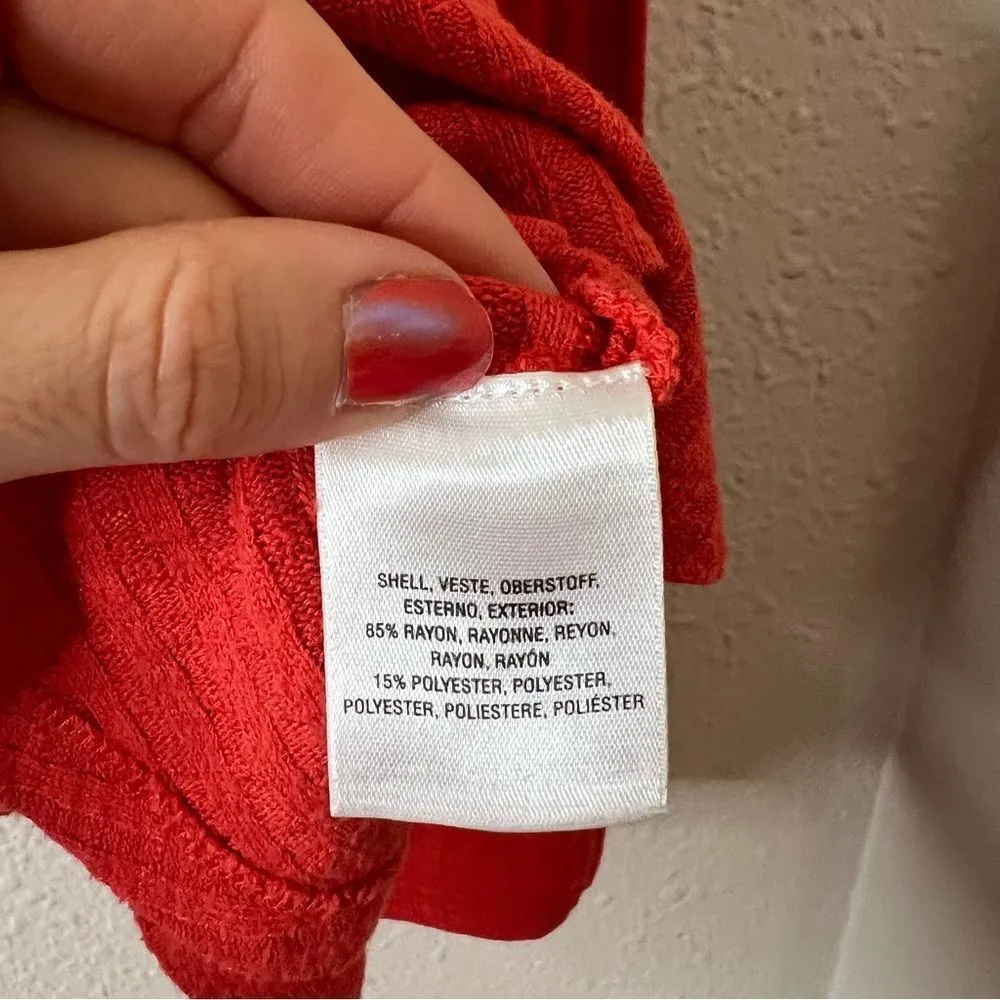 SHELL, VESTE, OBERSTOFF,
ESTERNO, EXTERIOR:
85% RAYON, RAYONNE, REYON,
RAYON, RAYÓN
15% POLYESTER, POLYESTER,
POLYESTER, POLIESTERE, POLIÉSTER